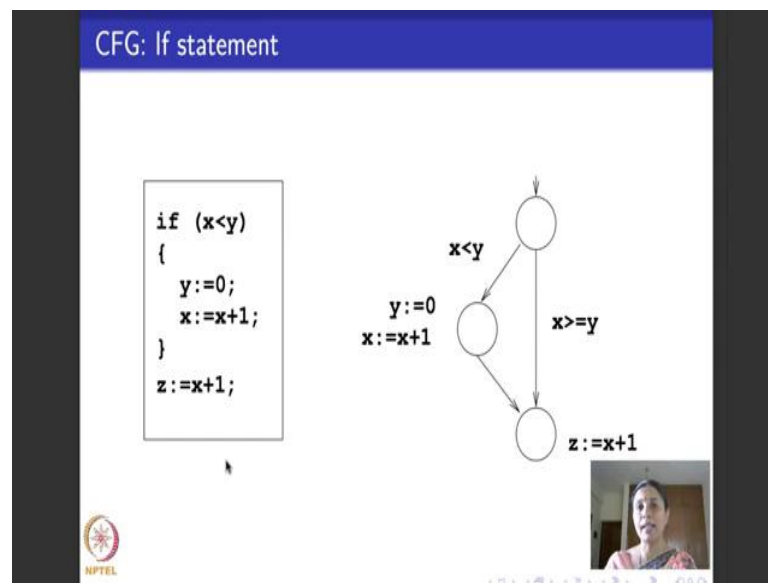 CFG: If statement
if (x<y)
{
y:=0;
x:=x+1;
}
z:=x+1;
x<y
y:=0
x:=x+1
x>=y
z:=x+1
NPTEL